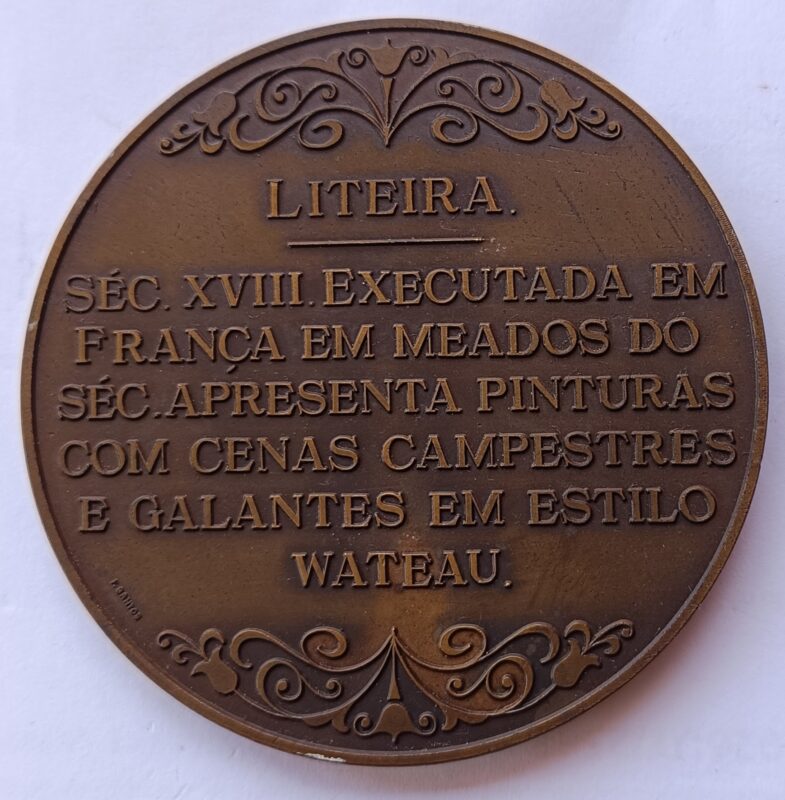 LITEIRA.
SÉC. XVIII. EXECUTADA EM
FRANÇA EM MEADOS DO
SÉC. APRESENTA PINTURAS
COM CENAS CAMPESTRES
E GALANTES EM ESTILO
WATEAU.